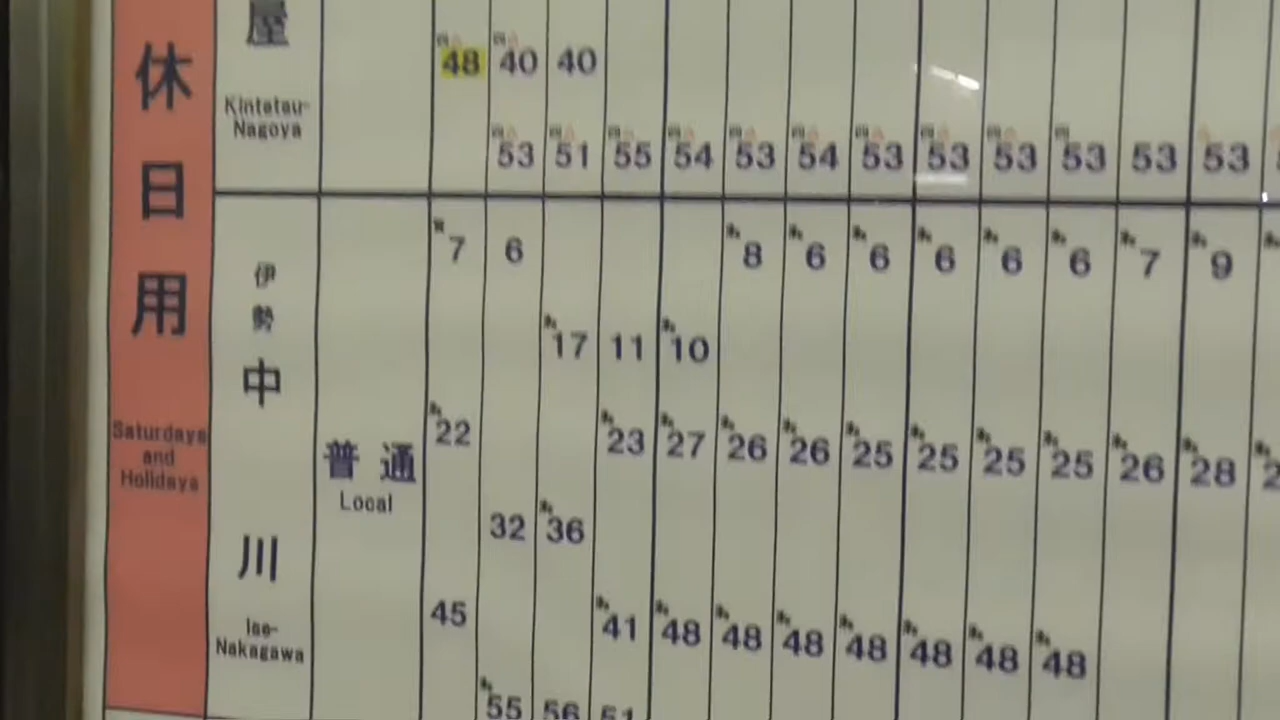 屋
休日用
Kintetsu-
Nagoya
48 40 40
53 51 55 54 53 54 53 53 53 53 53 53
7 6 8 6 6 6 6 6 7 9
伊勢中川
17 11 10
Saturdays
and
Holidays
22 23 27 26 26 25 25 25 25 26 28
普通
Local
32 36
45 41 48 48 48 48 48 48 48
Ise-
Nakagawa
55 56 51